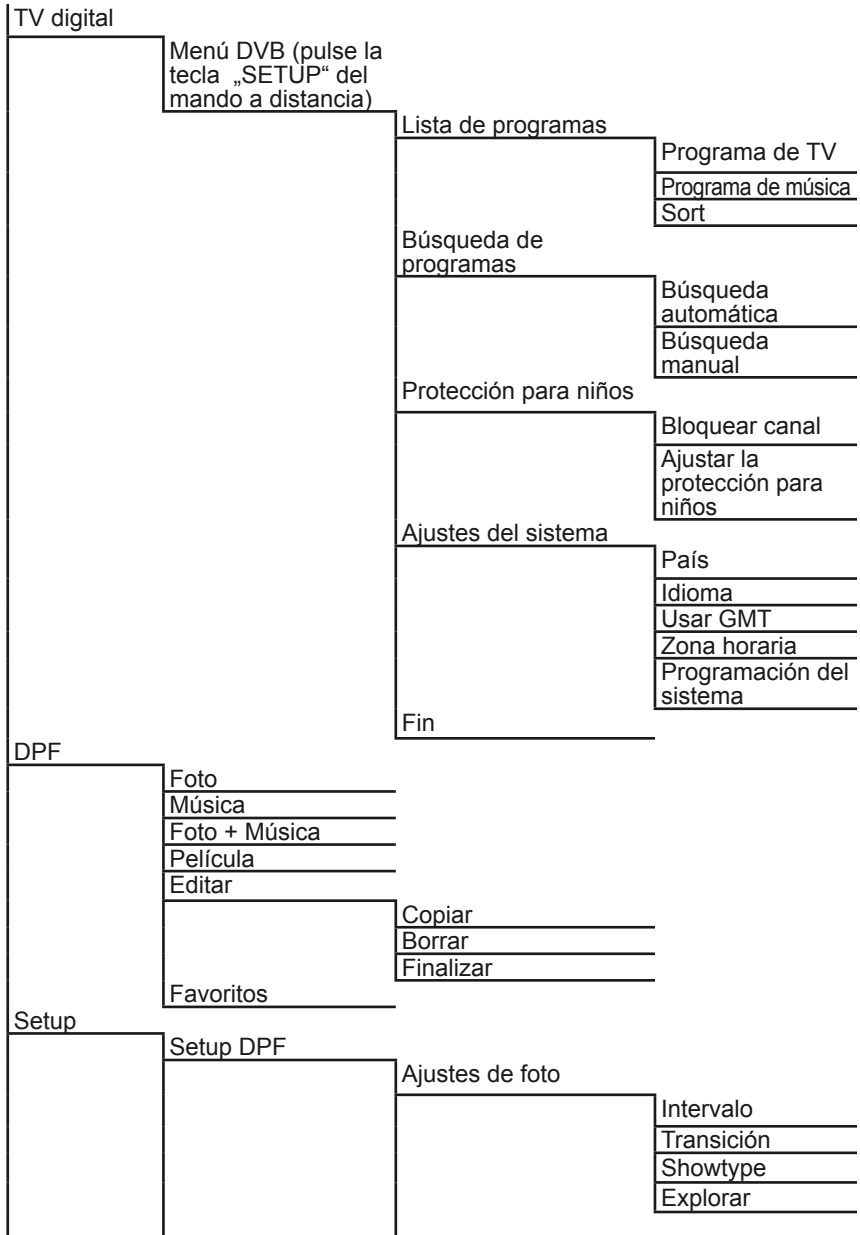 TV digital
Menú DVB (pulse la
tecla „SETUP“ del
mando a distancia)
Lista de programas
Programa de TV
Programa de música
Sort
Búsqueda de
programas
Búsqueda
automática
Búsqueda
manual
Protección para niños
Bloquear canal
Ajustar la
protección para
niños
Ajustes del sistema
País
Idioma
Usar GMT
Zona horaria
Programación del
sistema
Fin
DPF
Foto
Música
Foto + Música
Película
Editar
Copiar
Borrar
Finalizar
Favoritos
Setup
Setup DPF
Ajustes de foto
Intervalo
Transición
Showtype
Explorar